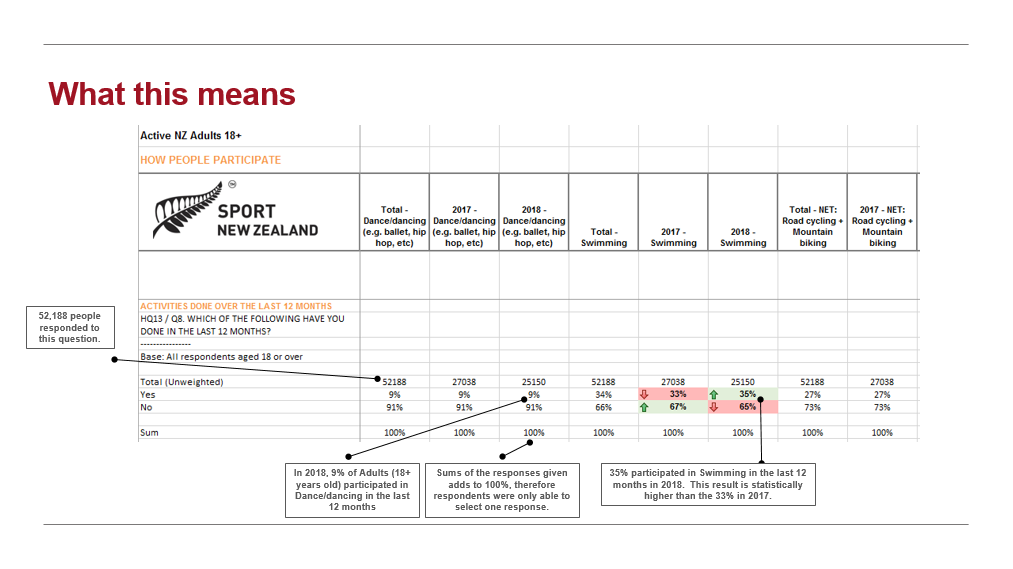 What this means
Active NZ Adults 18+
HOW PEOPLE PARTICIPATE
TM
SPORT
NEW ZEALAND
Total -
Dance/dancing
(e.g. ballet, hip
hop, etc)
2017 -
Dance/dancing
(e.g. ballet, hip
hop, etc)
2018 -
Dance/dancing
(e.g. ballet, hip
hop, etc)
Total -
Swimming
2017 -
Swimming
2018 -
Swimming
Total - NET:
Road cycling +
Mountain
biking
2017 - NET:
Road cycling +
Mountain
biking
ACTIVITIES DONE OVER THE LAST 12 MONTHS
HQ13 / Q8. WHICH OF THE FOLLOWING HAVE YOU
DONE IN THE LAST 12 MONTHS?
----------------
Base: All respondents aged 18 or over
Total (Unweighted) 52188 27038 25150 52188 27038 25150 52188 27038
Yes 9% 9% 9% 34% 33% 35% 27% 27%
No 91% 91% 91% 66% 67% 65% 73% 73%
Sum 100% 100% 100% 100% 100% 100% 100% 100%
52,188 people
responded to
this question.
In 2018, 9% of Adults (18+
years old) participated in
Dance/dancing in the last
12 months
Sums of the responses given
adds to 100%, therefore
respondents were only able to
select one response.
35% participated in Swimming in the last 12
months in 2018.  This result is statistically
higher than the 33% in 2017.